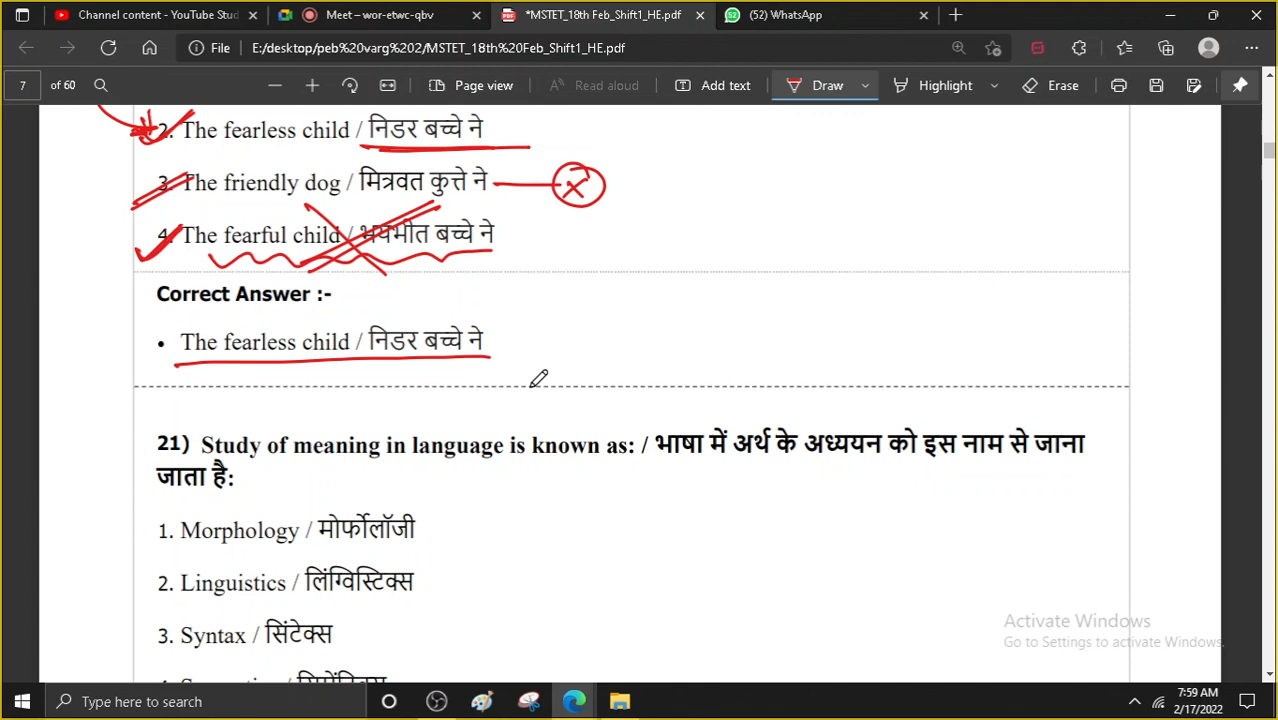 Channel content - YouTube Stud
Meet – wor-etwc-qbv
*MSTET_18th Feb_Shift1_HE.pdf
(52) WhatsApp
File E:/desktop/peb%20varg%202/MSTET_18th%20Feb_Shift1_HE.pdf
7 of 60 Page view Read aloud Add text Draw Highlight Erase
2. The fearless child / निडर बच्चे ने
3. The friendly dog / मित्रवत कुत्ते ने
4. The fearful child / भयभीत बच्चे ने
Correct Answer :-
• The fearless child / निडर बच्चे ने
21) Study of meaning in language is known as: / भाषा में अर्थ के अध्ययन को इस नाम से जाना
जाता है:
1. Morphology / मोर्फोलॉजी
2. Linguistics / लिंग्विस्टिक्स
3. Syntax / सिंटेक्स
Activate Windows
Go to Settings to activate Windows.
Type here to search
7:59 AM
2/17/2022